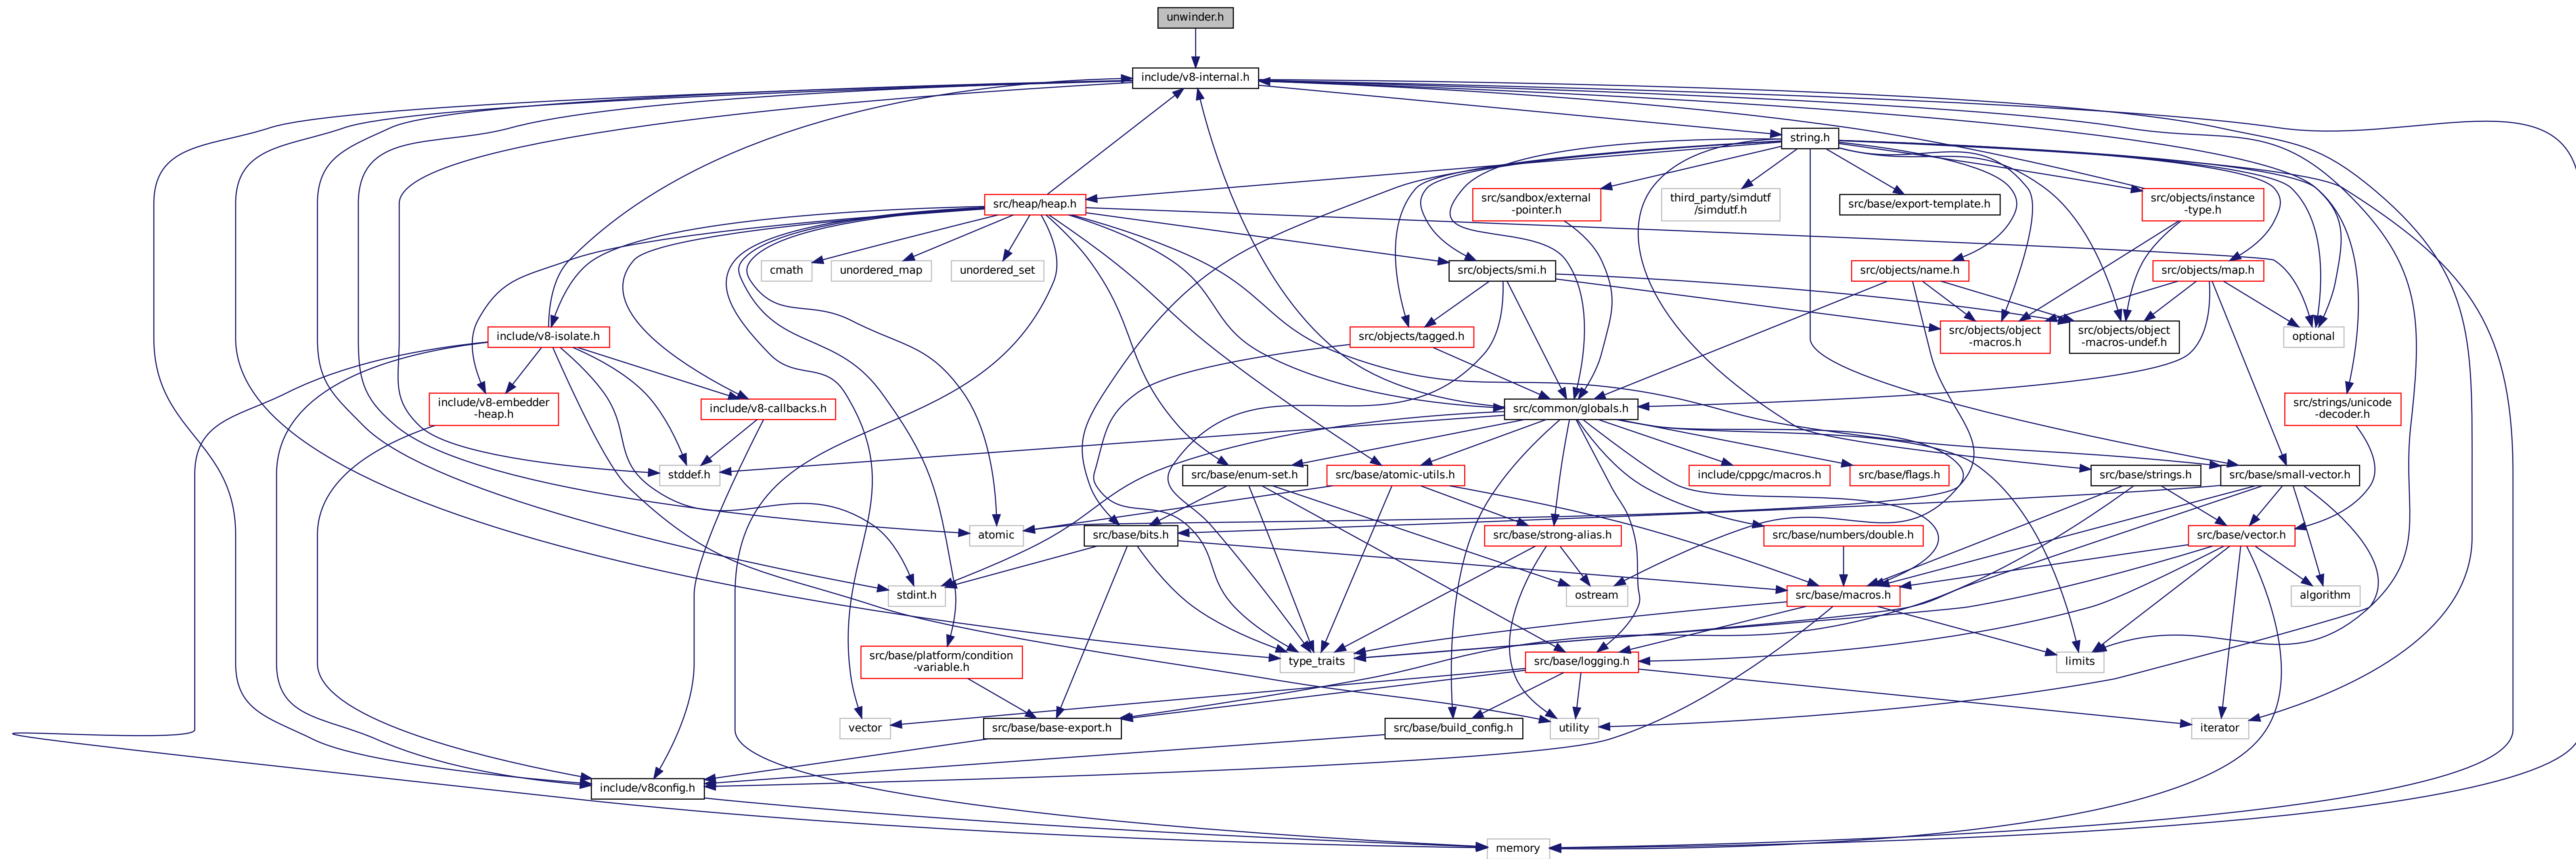 unwinder.h
include/v8-internal.h
string.h
src/heap/heap.h
src/sandbox/external
-pointer.h
third_party/simdutf
/simdutf.h
src/base/export-template.h
src/objects/instance
-type.h
cmath
unordered_map
unordered_set
src/objects/smi.h
src/objects/name.h
src/objects/map.h
include/v8-isolate.h
src/objects/tagged.h
src/objects/object
-macros.h
src/objects/object
-macros-undef.h
optional
include/v8-embedder
-heap.h
include/v8-callbacks.h
src/common/globals.h
src/strings/unicode
-decoder.h
stddef.h
src/base/enum-set.h
src/base/atomic-utils.h
include/cppgc/macros.h
src/base/flags.h
src/base/strings.h
src/base/small-vector.h
atomic
src/base/bits.h
src/base/strong-alias.h
src/base/numbers/double.h
src/base/vector.h
stdint.h
ostream
src/base/macros.h
algorithm
src/base/platform/condition
-variable.h
type_traits
src/base/logging.h
limits
vector
src/base/base-export.h
src/base/build_config.h
utility
iterator
include/v8config.h
memory